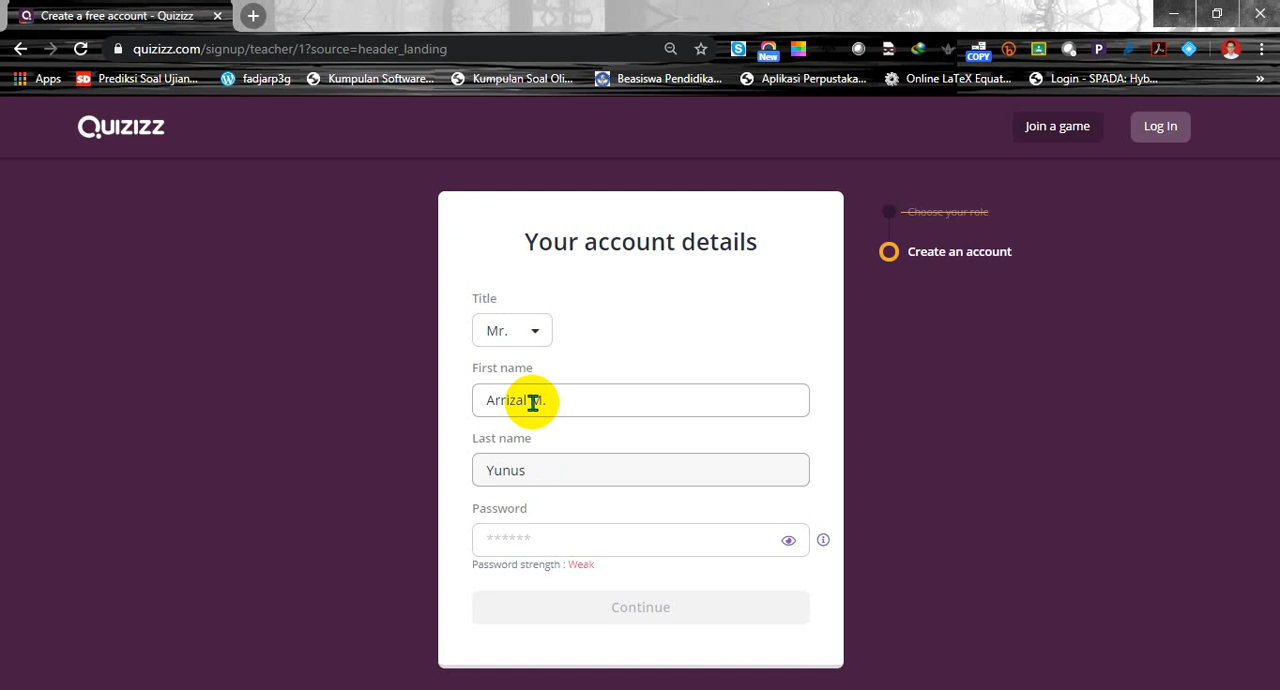 Create a free account - Quizizz
quizizz.com/signup/teacher/1?source=header_landing
New
COPY
Apps
Prediksi Soal Ujian...
fadjarp3g
Kumpulan Software...
Kumpulan Soal Oli...
Beasiswa Pendidika...
Aplikasi Perpustaka...
Online LaTeX Equat...
Login - SPADA: Hyb...
QUIZIZZ
Join a game
Log In
Your account details
Choose your role
Create an account
Title
Mr.
First name
Arrizal M.
Last name
Yunus
Password
******
Password strength : Weak
Continue